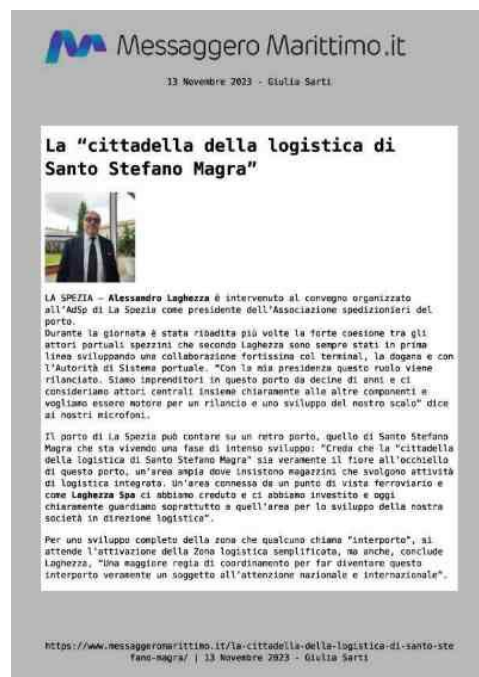 Messaggero Marittimo.it
13 Novembre 2023 - Giulia Sarti
La “cittadella della logistica di
Santo Stefano Magra”
LA SPEZIA – Alessandro Laghezza è intervenuto al convegno organizzato
all’AdSp di La Spezia come presidente dell’Associazione spedizionieri del
porto.
Durante la giornata è stata ribadita più volte la forte coesione tra gli
attori portuali spezzini che secondo Laghezza sono sempre stati in prima
linea sviluppando una collaborazione fortissima col terminal, la dogana e con
l’Autorità di Sistema portuale. “Con la mia presidenza questo ruolo viene
rilanciato. Siamo imprenditori in questo porto da decine di anni e ci
consideriamo attori centrali insieme chiaramente alle altre componenti e
vogliamo essere motore per un rilancio e uno sviluppo del nostro scalo” dice
ai nostri microfoni.
Il porto di La Spezia può contare su un retro porto, quello di Santo Stefano
Magra che sta vivendo una fase di intenso sviluppo: “Creda che la “cittadella
della logistica di Santo Stefano Magra” sia veramente il fiore all’occhiello
di questo porto, un’area ampia dove insistono magazzini che svolgono attività
di logistica integrata. Un’area connessa da un punto di vista ferroviario e
come Laghezza Spa ci abbiamo creduto e ci abbiamo investito e oggi
chiaramente guardiamo soprattutto a quell’area per lo sviluppo della nostra
società in direzione logistica”.
Per uno sviluppo completo della zona che qualcuno chiama “interporto”, si
attende l’attivazione della Zona logistica semplificata, ma anche, conclude
Laghezza, “Una maggiore regia di coordinamento per far diventare questo
interporto veramente un soggetto all’attenzione nazionale e internazionale”.
https://www.messaggeromarittimo.it/la-cittadella-della-logistica-di-santo-ste
fano-magra/ | 13 Novembre 2023 - Giulia Sarti